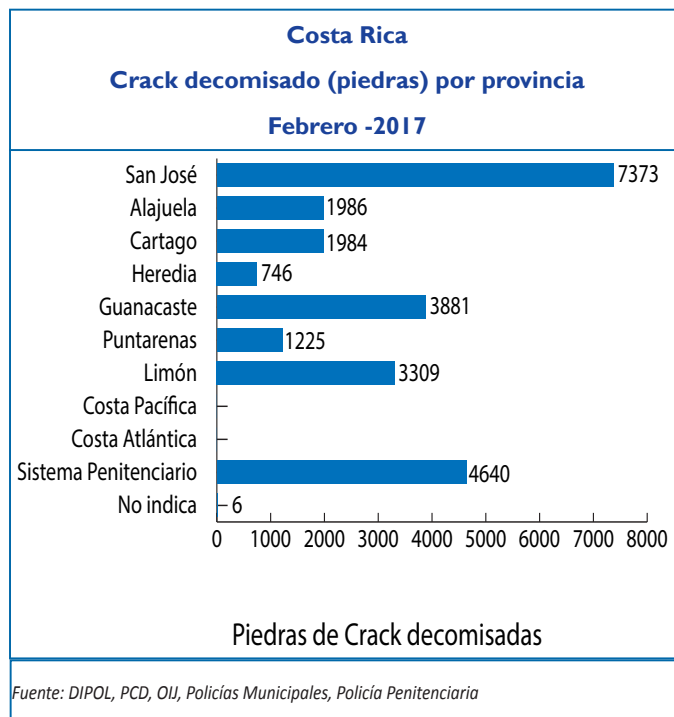 Costa Rica
Crack decomisado (piedras) por provincia
Febrero -2017
San José 7373
Alajuela 1986
Cartago 1984
Heredia 746
Guanacaste 3881
Puntarenas 1225
Limón 3309
Costa Pacífica -
Costa Atlántica -
Sistema Penitenciario 4640
No indica 6
0 1000 2000 3000 4000 5000 6000 7000 8000
Piedras de Crack decomisadas
Fuente: DIPOL, PCD, OIJ, Policías Municipales, Policía Penitenciaria